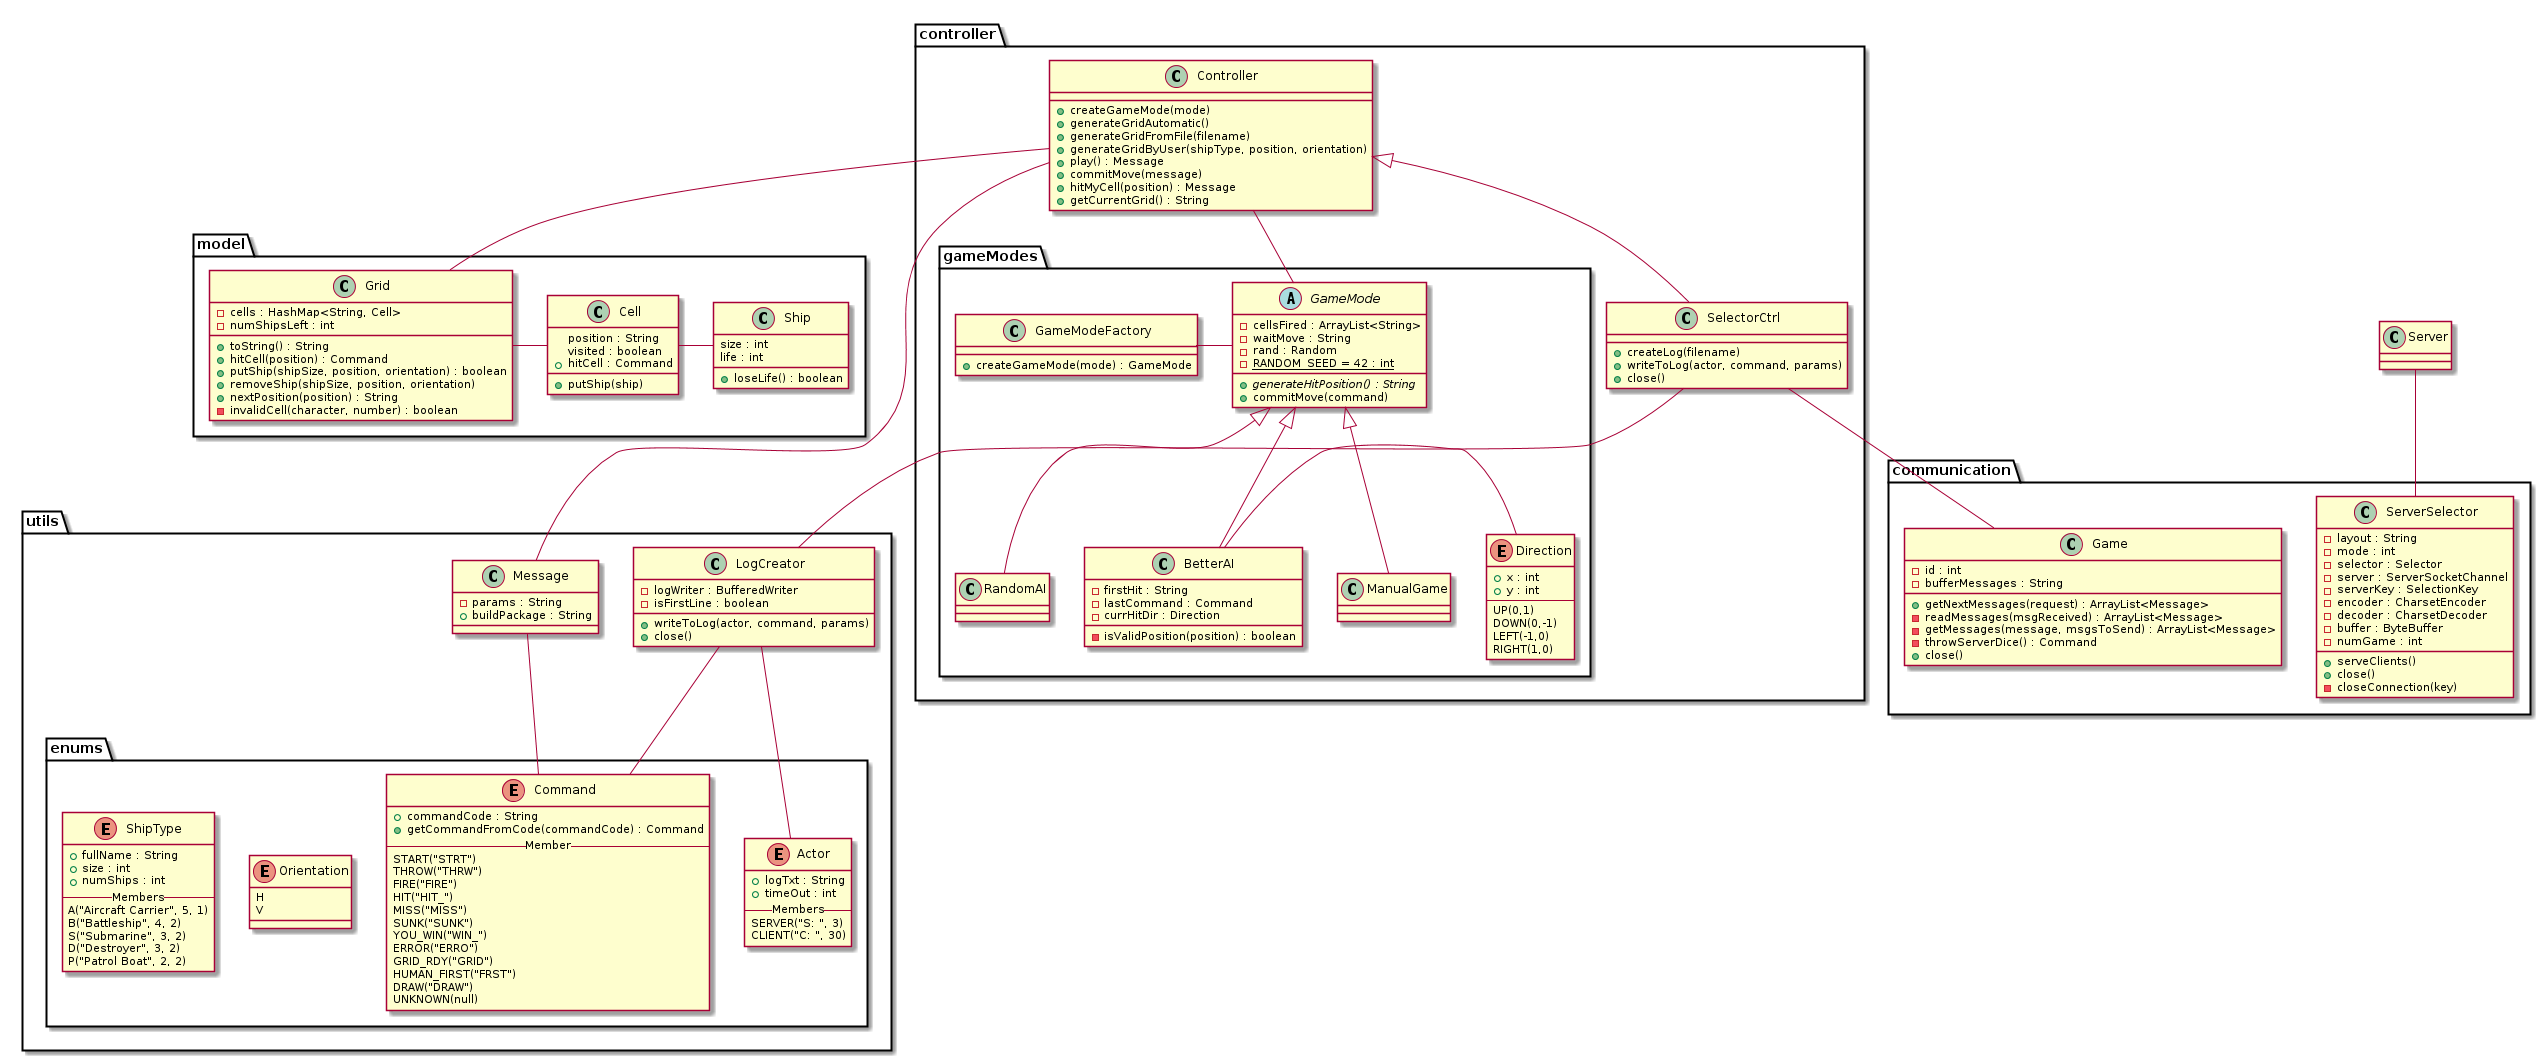 controller
C Controller
createGameMode(mode)
generateGridAutomatic()
generateGridFromFile(filename)
generateGridByUser(shipType, position, orientation)
play() : Message
commitMove(message)
hitMyCell(position) : Message
getCurrentGrid() : String
model
C Grid
cells : HashMap<String, Cell>
numShipsLeft : int
toString() : String
hitCell(position) : Command
putShip(shipSize, position, orientation) : boolean
removeShip(shipSize, position, orientation)
nextPosition(position) : String
invalidCell(character, number) : boolean
C Cell
position : String
visited : boolean
hitCell : Command
putShip(ship)
C Ship
size : int
life : int
loseLife() : boolean
gameModes
C GameModeFactory
createGameMode(mode) : GameMode
A GameMode
cellsFired : ArrayList<String>
waitMove : String
rand : Random
RANDOM_SEED = 42 : int
generateHitPosition() : String
commitMove(command)
C SelectorCtrl
createLog(filename)
writeToLog(actor, command, params)
close()
C Server
communication
C Game
id : int
bufferMessages : String
getNextMessages(request) : ArrayList<Message>
readMessages(msgReceived) : ArrayList<Message>
getMessages(message, msgsToSend) : ArrayList<Message>
throwServerDice() : Command
close()
C ServerSelector
layout : String
mode : int
selector : Selector
server : ServerSocketChannel
serverKey : SelectionKey
encoder : CharsetEncoder
decoder : CharsetDecoder
buffer : ByteBuffer
numGame : int
serveClients()
close()
closeConnection(key)
C RandomAI
C BetterAI
firstHit : String
lastCommand : Command
currHitDir : Direction
isValidPosition(position) : boolean
C ManualGame
E Direction
x : int
y : int
UP(0,1)
DOWN(0,-1)
LEFT(-1,0)
RIGHT(1,0)
utils
C Message
params : String
buildPackage : String
C LogCreator
logWriter : BufferedWriter
isFirstLine : boolean
writeToLog(actor, command, params)
close()
enums
E ShipType
fullName : String
size : int
numShips : int
Members
A("Aircraft Carrier", 5, 1)
B("Battleship", 4, 2)
S("Submarine", 3, 2)
D("Destroyer", 3, 2)
P("Patrol Boat", 2, 2)
E Orientation
H
V
E Command
commandCode : String
getCommandFromCode(commandCode) : Command
Member
START("STRT")
THROW("THRW")
FIRE("FIRE")
HIT("HIT_")
MISS("MISS")
SUNK("SUNK")
YOU_WIN("WIN_")
ERROR("ERRO")
GRID_RDY("GRID")
HUMAN_FIRST("FRST")
DRAW("DRAW")
UNKNOWN(null)
E Actor
logTxt : String
timeOut : int
Members
SERVER("S: ", 3)
CLIENT("C: ", 30)